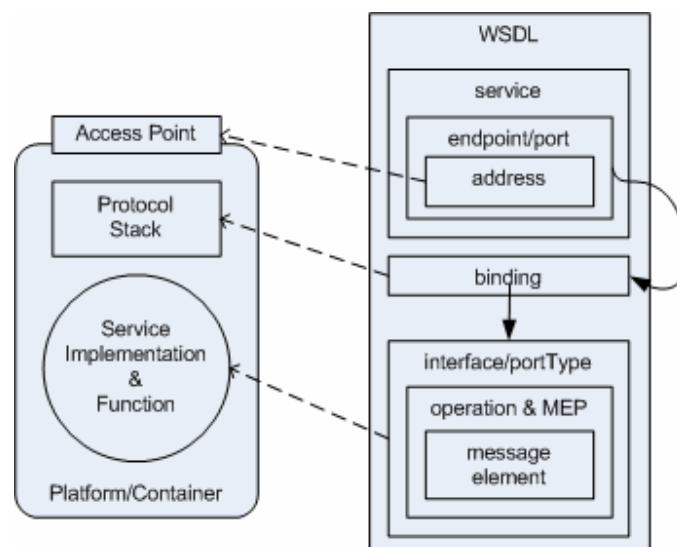 Access Point
Protocol
Stack
Service
Implementation
&
Function
Platform/Container
WSDL
service
endpoint/port
address
binding
interface/portType
operation & MEP
message
element